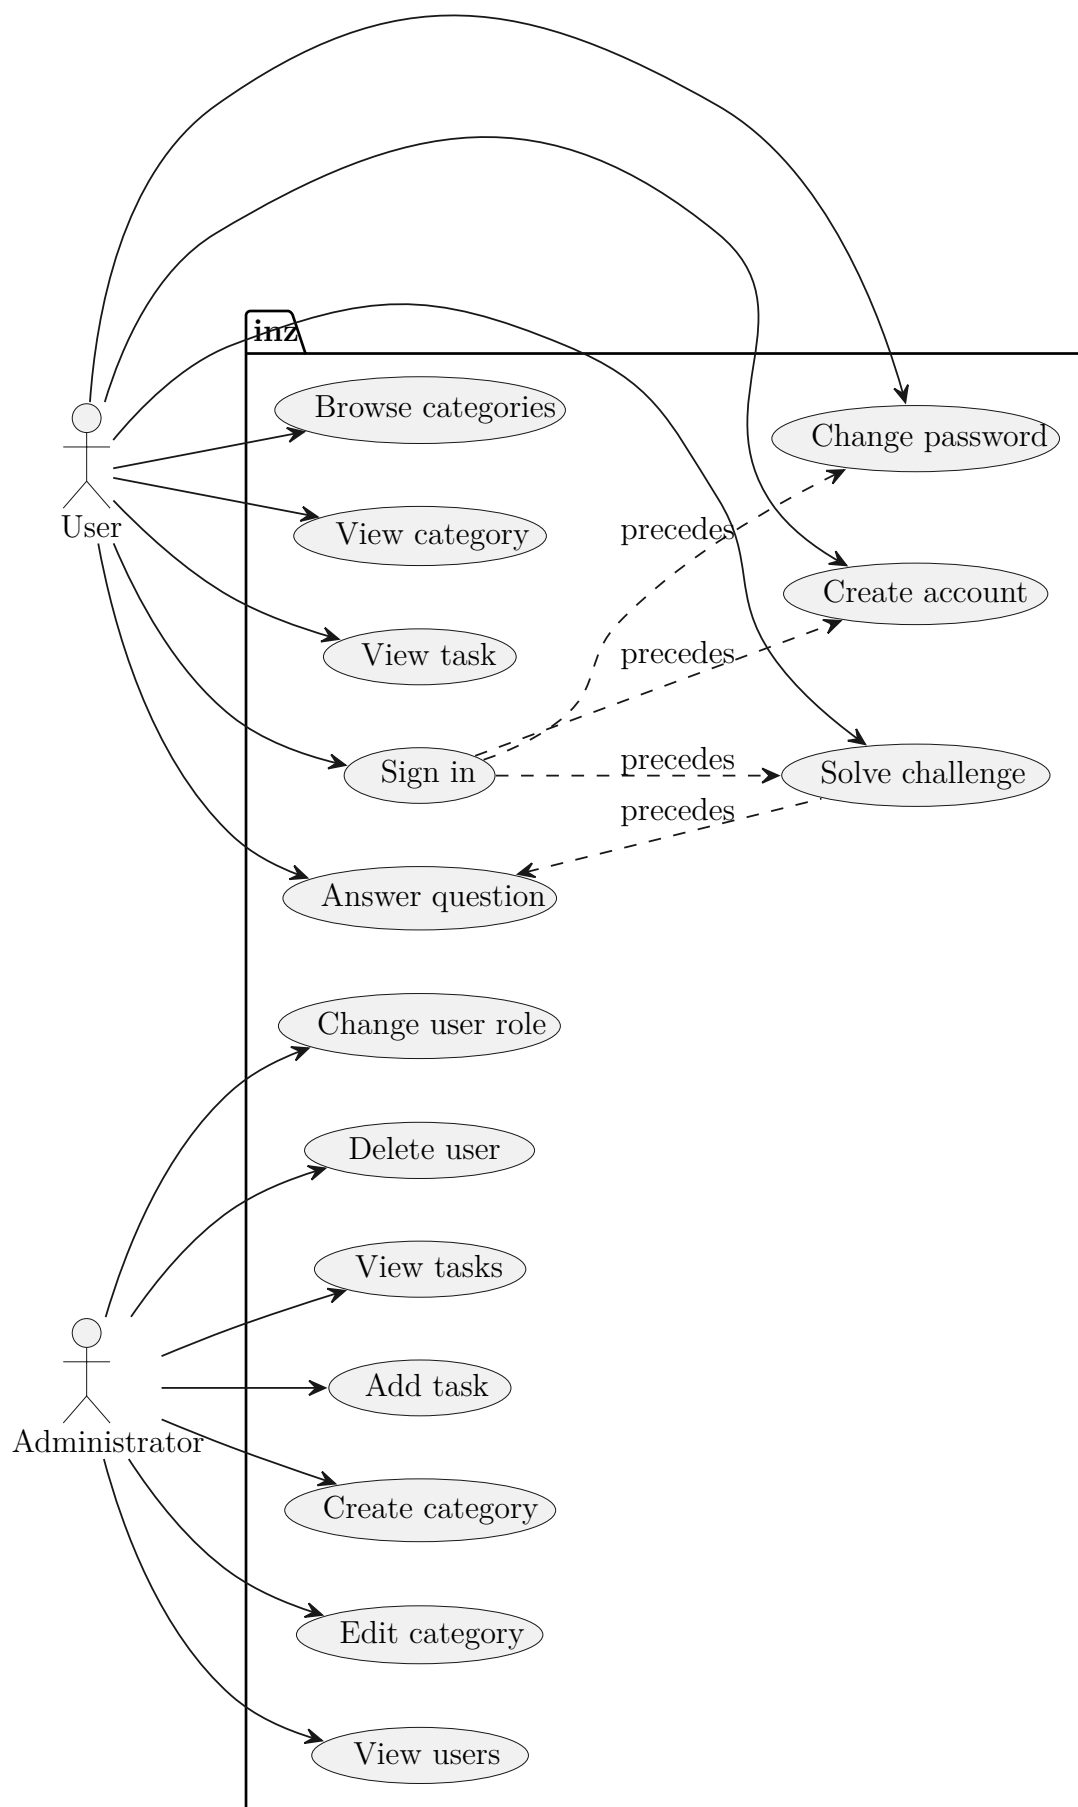 inz
Browse categories
Change password
User
View category
precedes
Create account
View task
precedes
Sign in
precedes
Solve challenge
precedes
Answer question
Change user role
Delete user
View tasks
Add task
Administrator
Create category
Edit category
View users